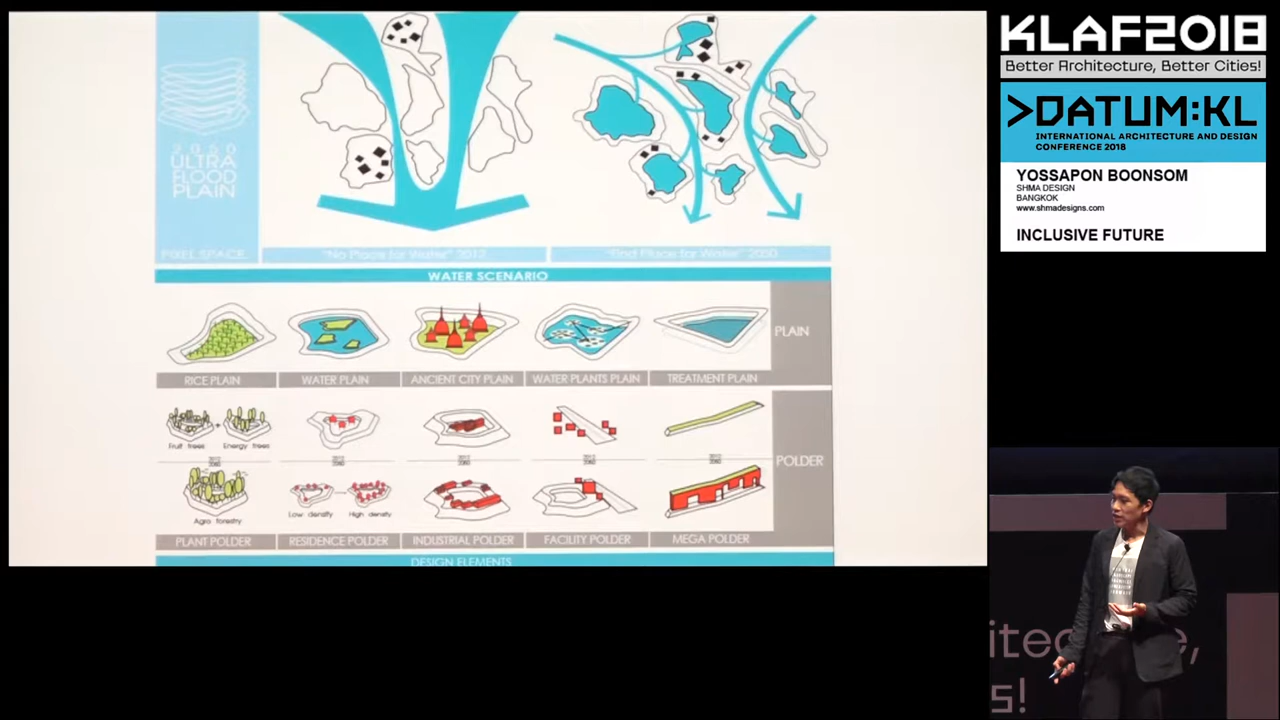 2050
ULTRA
FLOOD
PLAIN
PIXEL SPACE
"No Place for Water" 2012
"Find Place for Water" 2050
WATER SCENARIO
PLAIN
RICE PLAIN
WATER PLAIN
ANCIENT CITY PLAIN
WATER PLANTS PLAIN
TREATMENT PLAIN
Fruit trees
+
Energy trees
Agro forestry
Low density
High density
POLDER
PLANT POLDER
RESIDENCE POLDER
INDUSTRIAL POLDER
FACILITY POLDER
MEGA POLDER
DESIGN ELEMENTS
KLAF2018
Better Architecture, Better Cities!
>DATUM:KL
INTERNATIONAL ARCHITECTURE AND DESIGN
CONFERENCE 2018
YOSSAPON BOONSOM
SHMA DESIGN
BANGKOK
www.shmadesigns.com
INCLUSIVE FUTURE
itec e,
s!